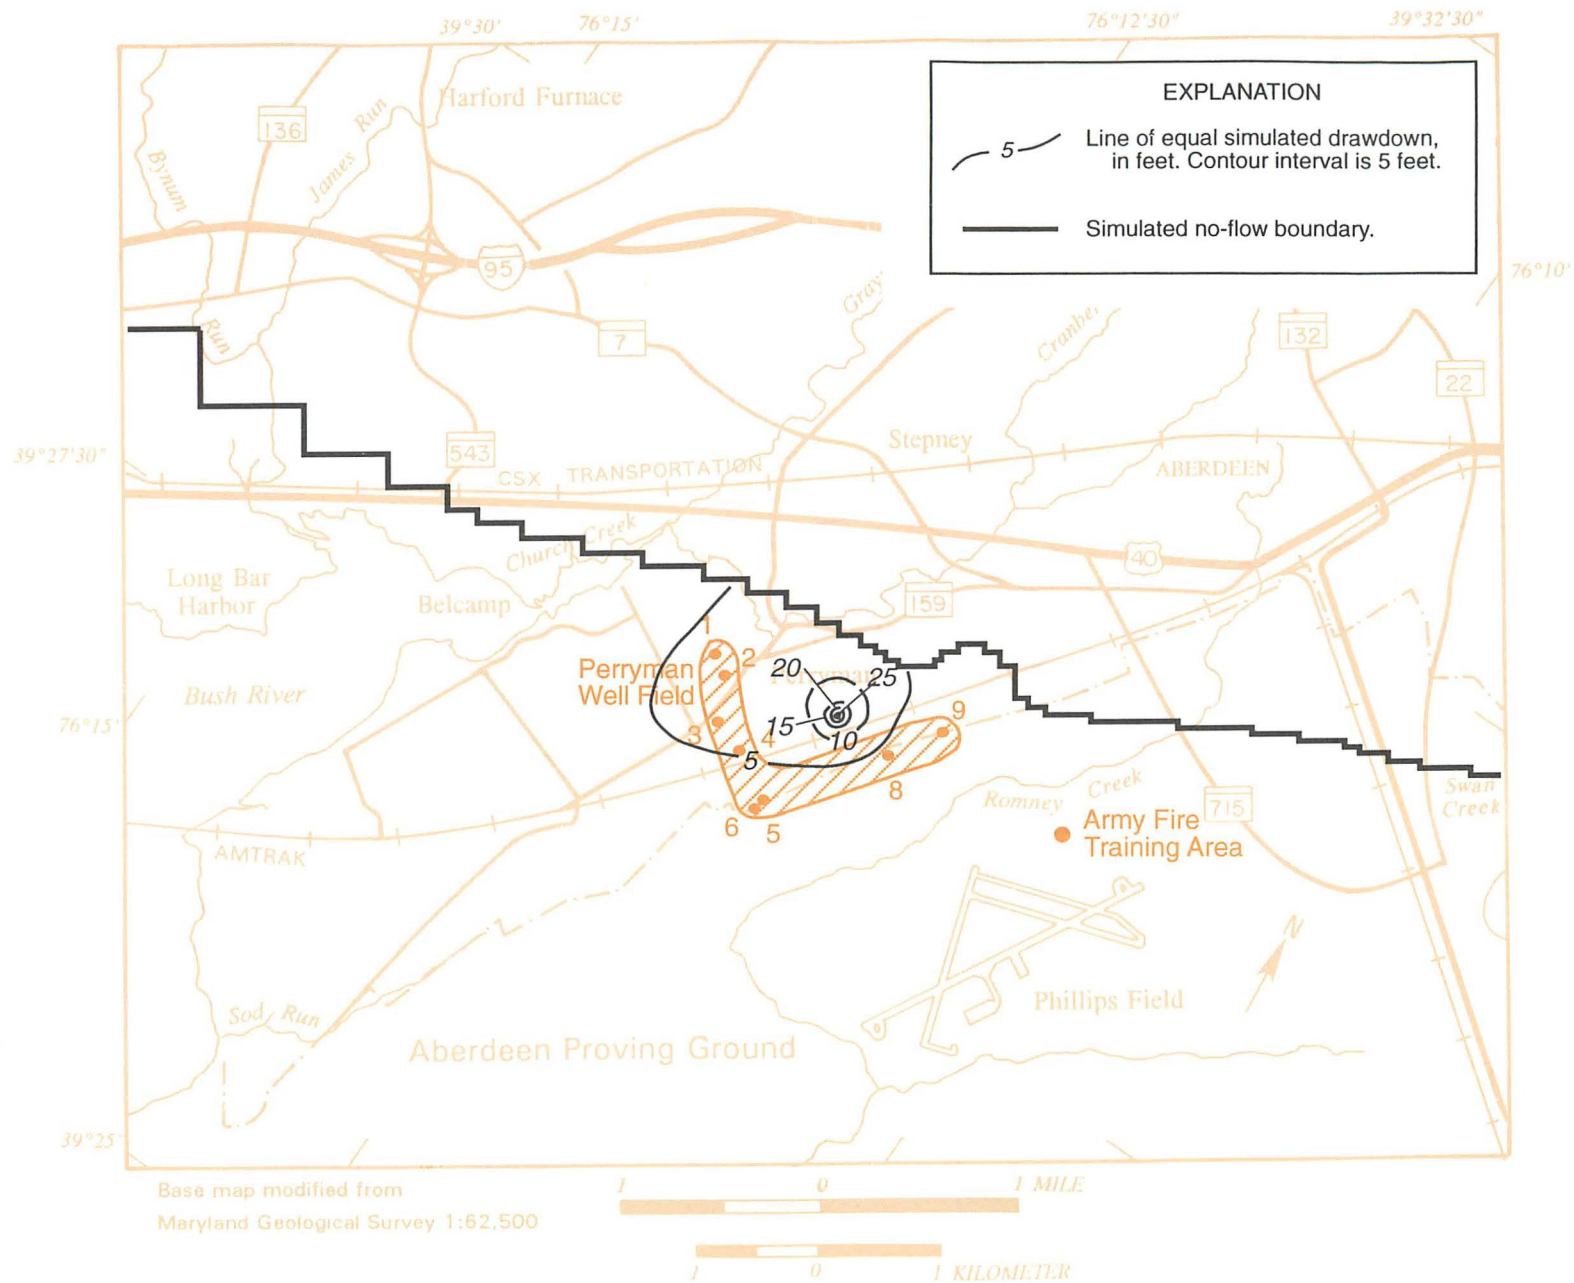 39°30'
76°15'
76°12'30"
39°32'30"
Harford Furnace
136
James Run
Bynum
Run
95
EXPLANATION
5
Line of equal simulated drawdown,
in feet. Contour interval is 5 feet.
Simulated no-flow boundary.
76°10'
7
132
22
39°27'30"
543
CSX TRANSPORTATION
Stepney
ABERDEEN
Church Creek
40
Long Bar
Harbor
Belcamp
159
1
2
Perryman
Well Field
20
Perryman
25
Bush River
76°15'
3
4
15
10
9
5
8
6
5
Romney Creek
715
Swan
Creek
Army Fire
Training Area
AMTRAK
N
Sod Run
Phillips Field
Aberdeen Proving Ground
39°25'
Base map modified from
Maryland Geological Survey 1:62,500
1 0 1 MILE
1 0 1 KILOMETER